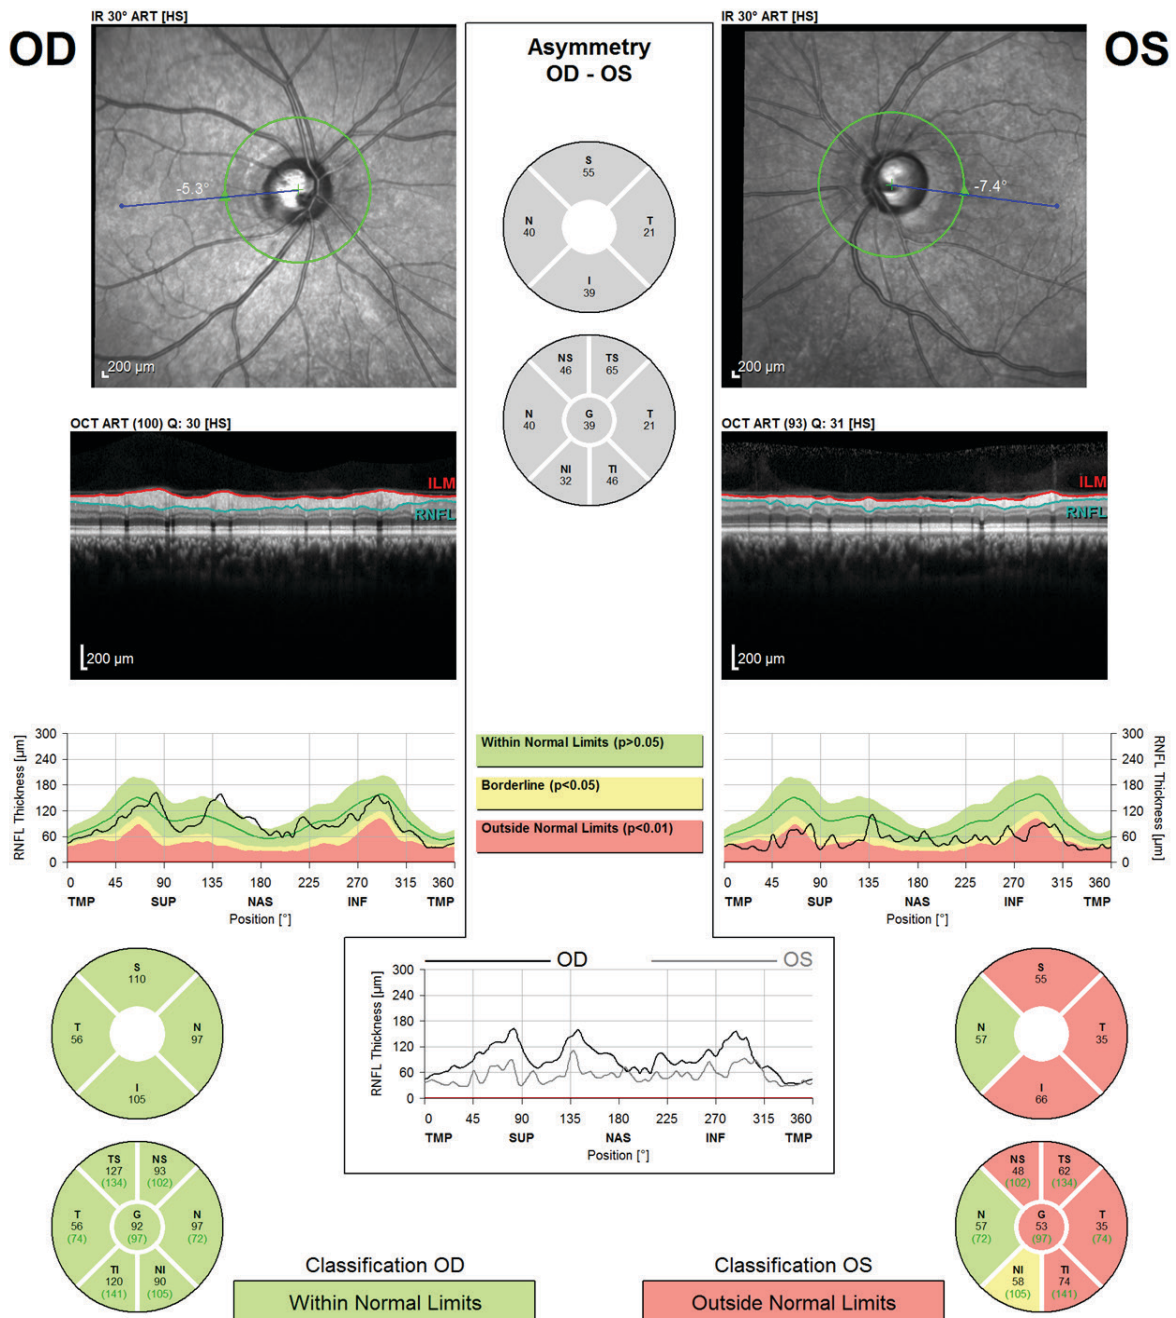 IR 30° ART [HS]
OD
-5.3°
200 µm
Asymmetry
OD - OS
S
55
N
40
T
21
I
39
NS
46
TS
65
N
40
G
39
T
21
NI
32
TI
46
IR 30° ART [HS]
OS
-7.4°
200 µm
OCT ART (100) Q: 30 [HS]
ILM
RNFL
200 µm
OCT ART (93) Q: 31 [HS]
ILM
RNFL
200 µm
RNFL Thickness [µm]
300
240
180
120
60
0
0 45 90 135 180 225 270 315 360
TMP SUP NAS INF TMP
Position [°]
Within Normal Limits (p>0.05)
Borderline (p<0.05)
Outside Normal Limits (p<0.01)
300
240
180
120
60
0
RNFL Thickness [µm]
0 45 90 135 180 225 270 315 360
TMP SUP NAS INF TMP
Position [°]
OD OS
RNFL Thickness [µm]
300
240
180
120
60
0
0 45 90 135 180 225 270 315 360
TMP SUP NAS INF TMP
Position [°]
S
110
T
56
N
97
I
105
TS
127
(134)
NS
93
(102)
T
56
(74)
G
92
(97)
N
97
(72)
TI
120
(141)
NI
90
(105)
Classification OD
Within Normal Limits
S
55
N
57
T
35
I
66
NS
48
(102)
TS
62
(134)
N
57
(72)
G
53
(97)
T
35
(74)
NI
58
(105)
TI
74
(141)
Classification OS
Outside Normal Limits